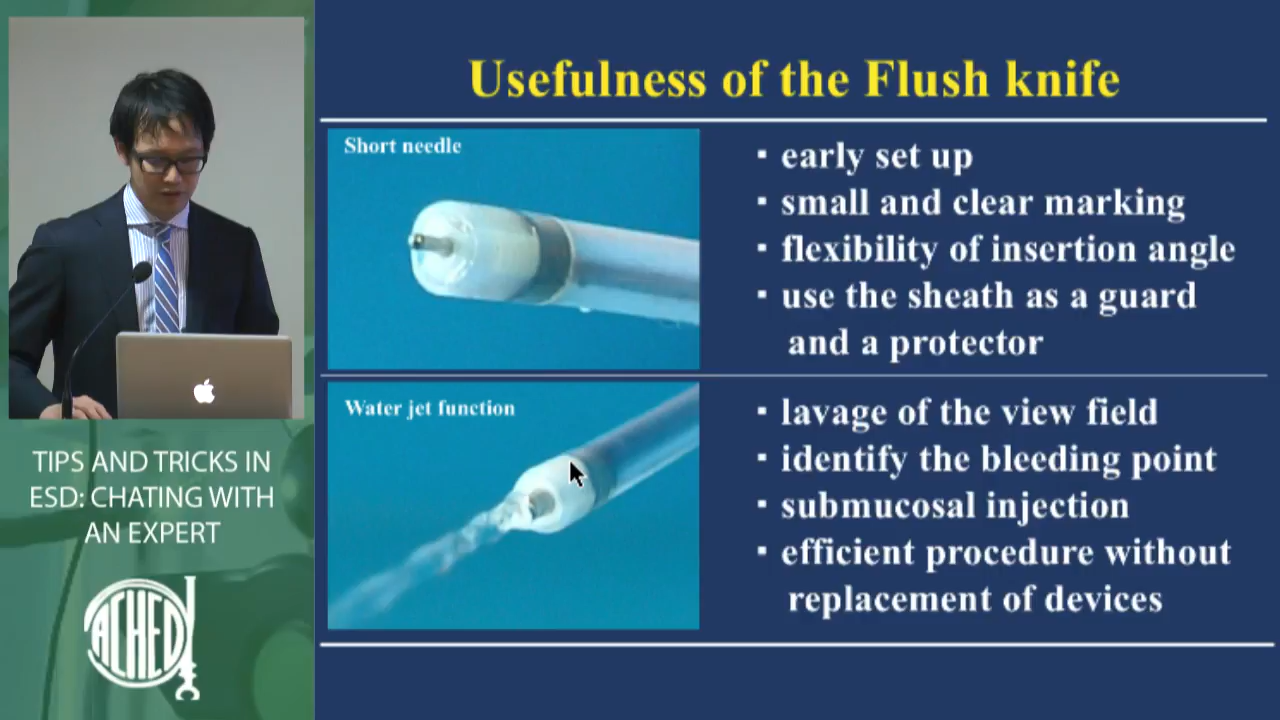 Usefulness of the Flush knife
Short needle
▪ early set up
▪ small and clear marking
▪ flexibility of insertion angle
▪ use the sheath as a guard
and a protector
Water jet function
▪ lavage of the view field
▪ identify the bleeding point
▪ submucosal injection
▪ efficient procedure without
replacement of devices
TIPS AND TRICKS IN
ESD: CHATING WITH
AN EXPERT
ACHED